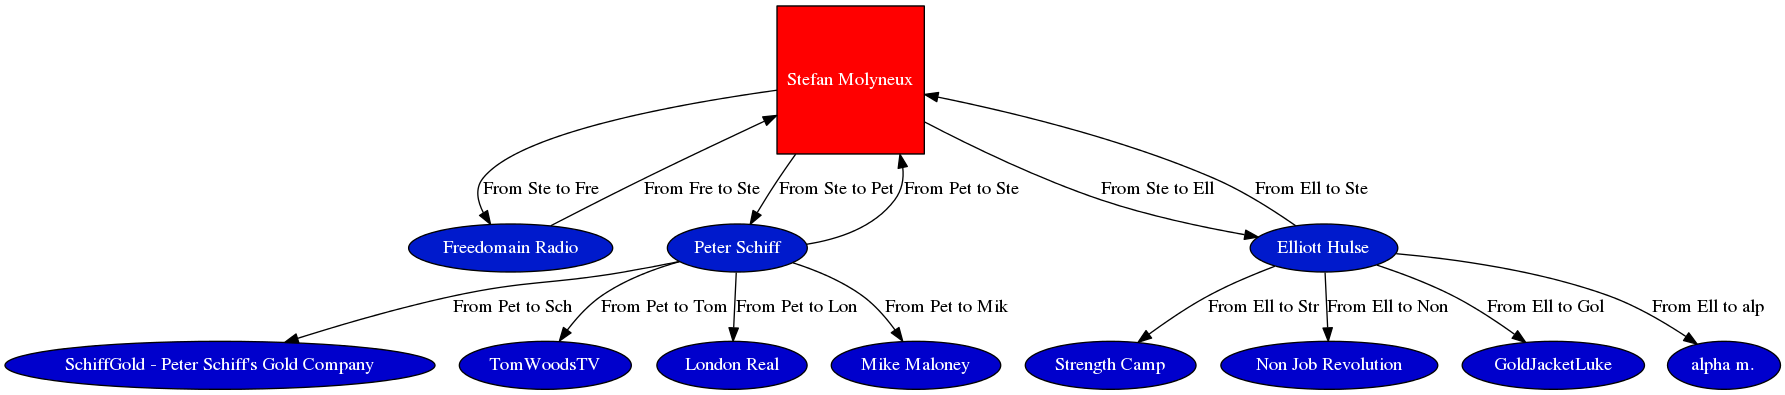 Stefan Molyneux
From Ste to Fre
From Fre to Ste
From Ste to Pet
From Pet to Ste
From Ste to Ell
From Ell to Ste
Freedomain Radio
Peter Schiff
Elliott Hulse
From Pet to Sch
From Pet to Tom
From Pet to Lon
From Pet to Mik
From Ell to Str
From Ell to Non
From Ell to Gol
From Ell to alp
SchiffGold - Peter Schiff's Gold Company
TomWoodsTV
London Real
Mike Maloney
Strength Camp
Non Job Revolution
GoldJacketLuke
alpha m.